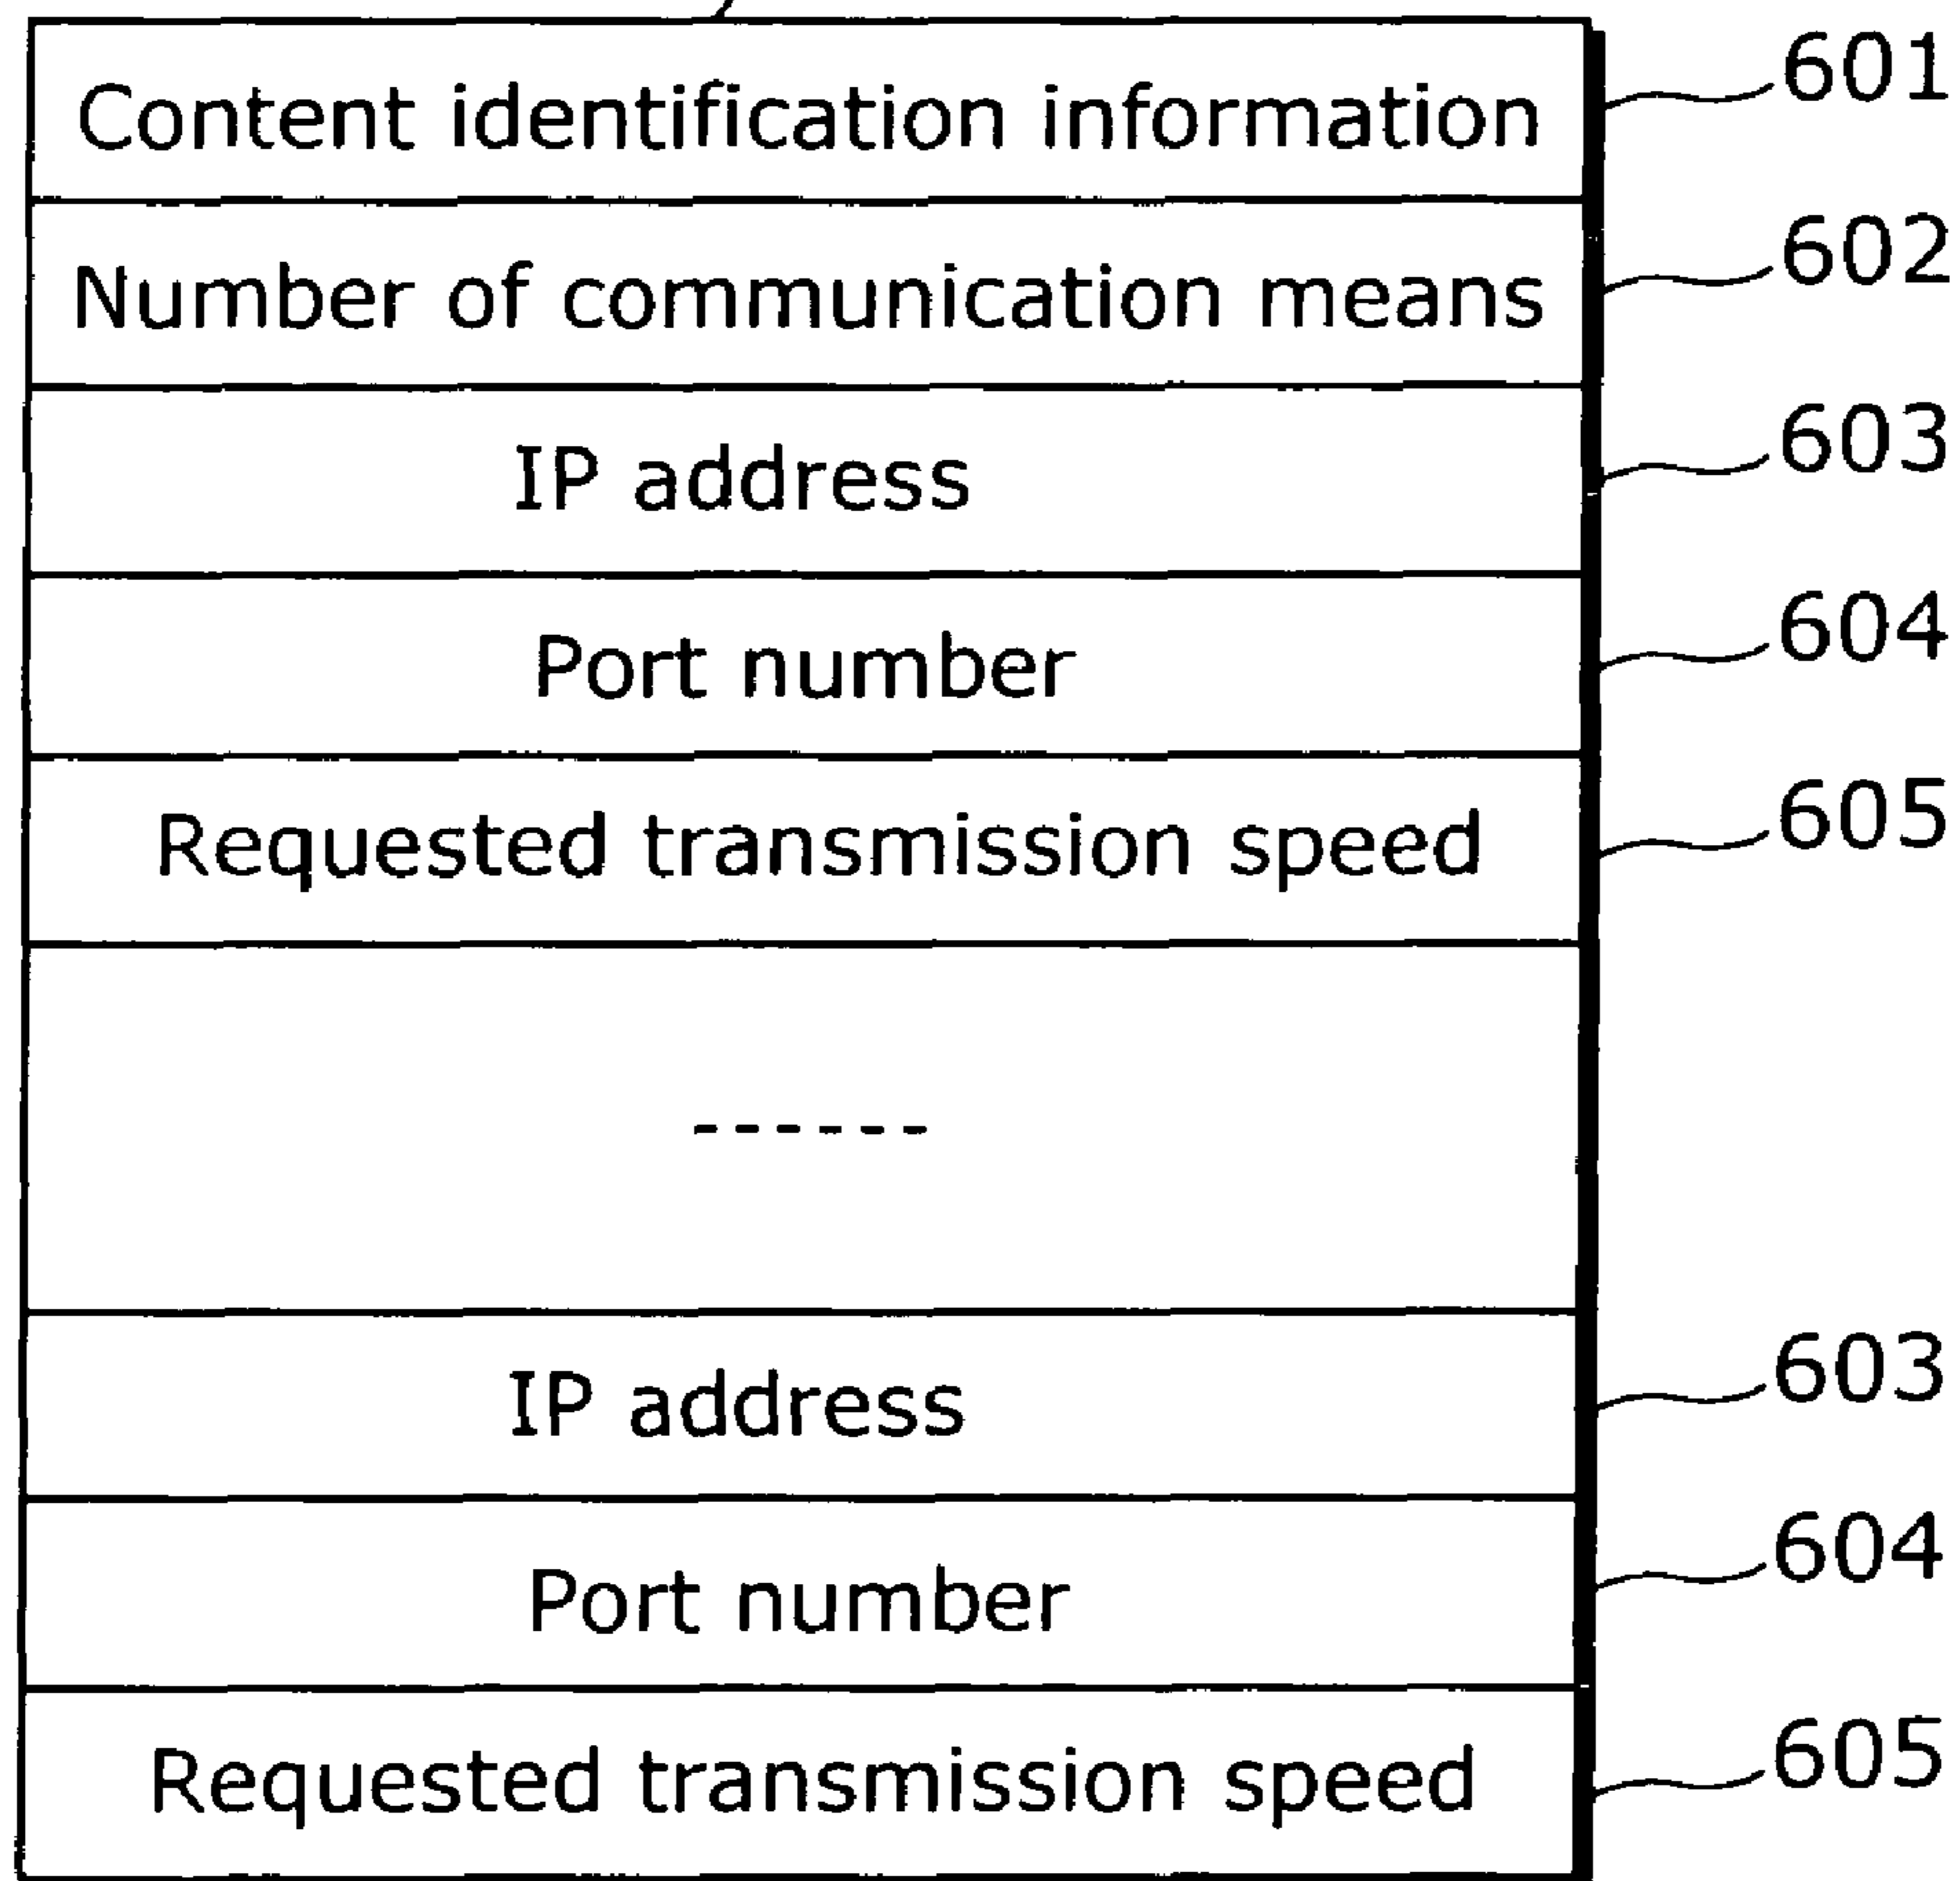 Content identification information 601
Number of communication means 602
IP address 603
Port number 604
Requested transmission speed 605
------
IP address 603
Port number 604
Requested transmission speed 605